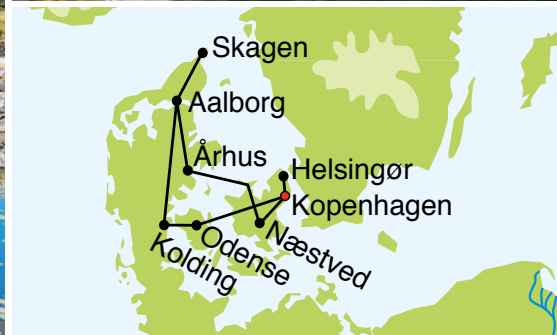 Skagen
Aalborg
Århus
Helsingør
Kopenhagen
Næstved
Odense
Kolding